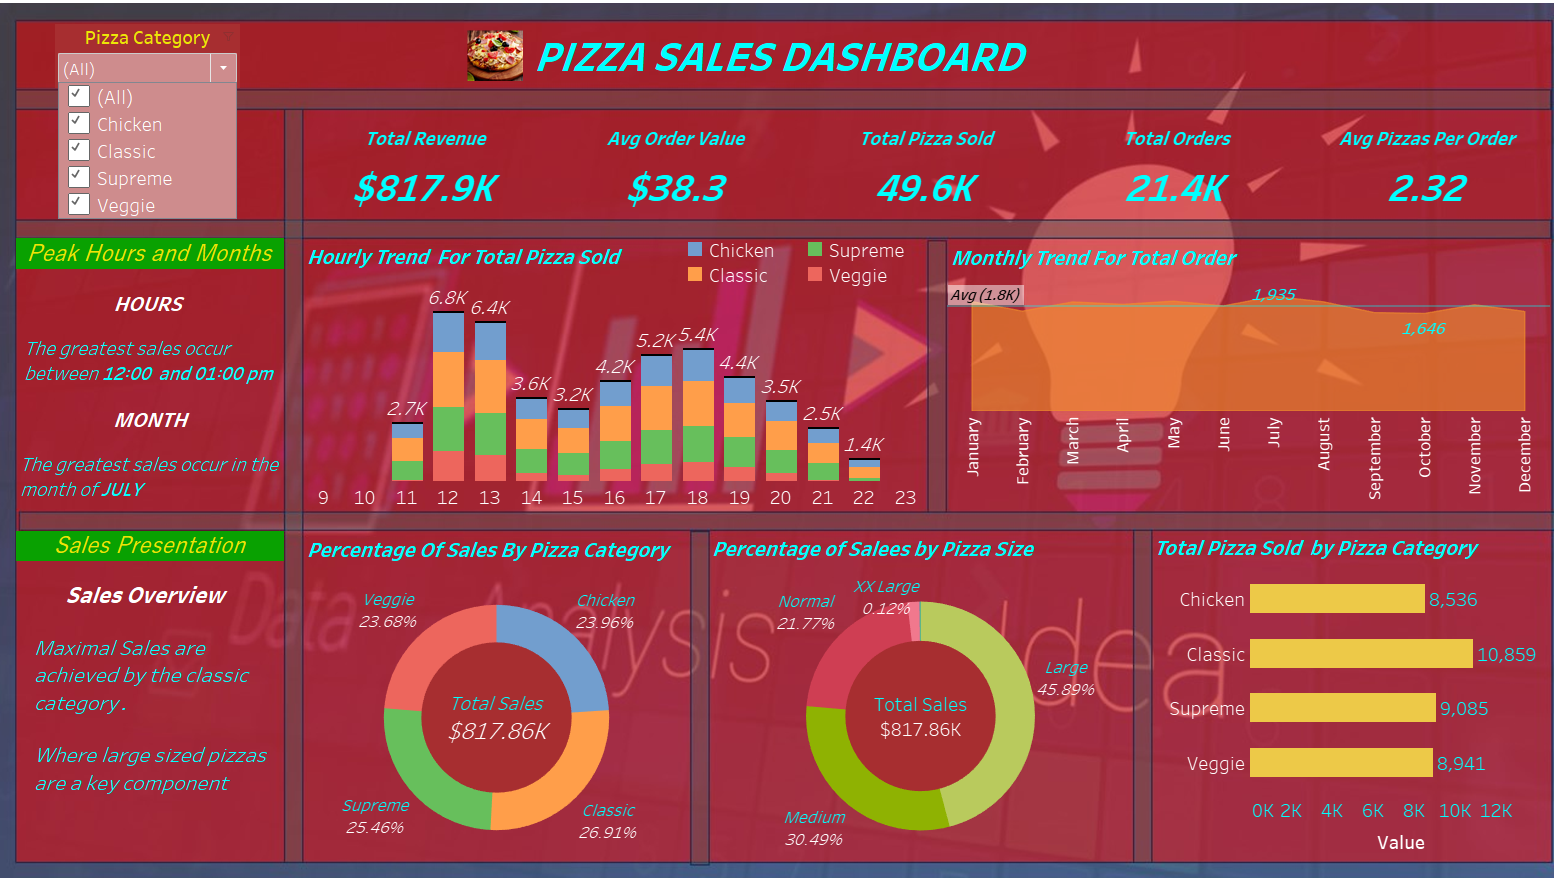 Pizza Category
(All)
(All)
Chicken
Classic
Supreme
Veggie
PIZZA SALES DASHBOARD
Total Revenue
$817.9K
Avg Order Value
$38.3
Total Pizza Sold
49.6K
Total Orders
21.4K
Avg Pizzas Per Order
2.32
Peak Hours and Months
HOURS
The greatest sales occur
between 12:00 and 01:00 pm
MONTH
The greatest sales occur in the
month of JULY
Hourly Trend For Total Pizza Sold
Chicken
Supreme
Classic
Veggie
2.7K
6.8K
6.4K
3.6K
3.2K
4.2K
5.2K
5.4K
4.4K
3.5K
2.5K
1.4K
9 10 11 12 13 14 15 16 17 18 19 20 21 22 23
Monthly Trend For Total Order
Avg (1.8K)
1,935
1,646
January
February
March
April
May
June
July
August
September
October
November
December
Sales Presentation
Sales Overview
Maximal Sales are
achieved by the classic
category.
Where large sized pizzas
are a key component
Percentage Of Sales By Pizza Category
Veggie
23.68%
Chicken
23.96%
Total Sales
$817.86K
Supreme
25.46%
Classic
26.91%
Percentage of Salees by Pizza Size
XX Large
0.12%
Normal
21.77%
Large
45.89%
Total Sales
$817.86K
Medium
30.49%
Total Pizza Sold by Pizza Category
Chicken 8,536
Classic 10,859
Supreme 9,085
Veggie 8,941
0K 2K 4K 6K 8K 10K 12K
Value
Data Analysis
Idea